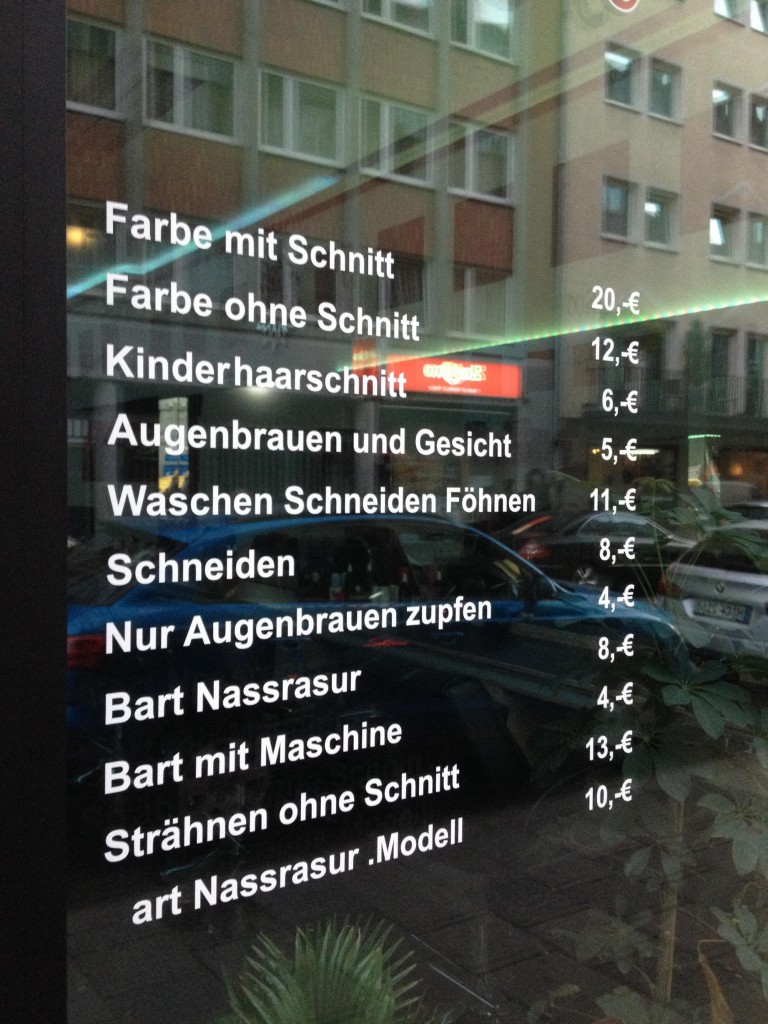 Farbe mit Schnitt 20,-€
Farbe ohne Schnitt 12,-€
Kinderhaarschnitt 6,-€
Augenbrauen und Gesicht 5,-€
Waschen Schneiden Föhnen 11,-€
Schneiden 8,-€
Nur Augenbrauen zupfen 4,-€
Bart Nassrasur 8,-€
Bart mit Maschine 4,-€
Strähnen ohne Schnitt 13,-€
art Nassrasur .Modell 10,-€